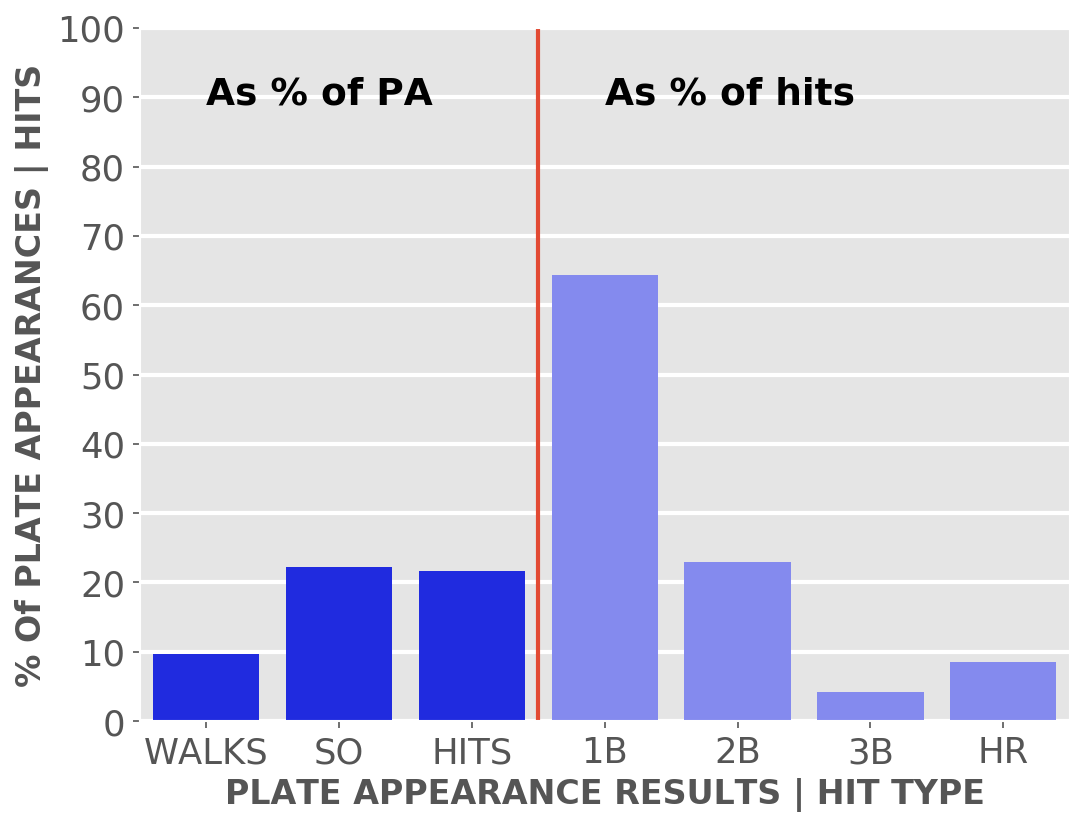 100
90
80
70
60
50
40
30
20
10
0
% Of PLATE APPEARANCES | HITS
As % of PA
As % of hits
WALKS SO HITS 1B 2B 3B HR
PLATE APPEARANCE RESULTS | HIT TYPE